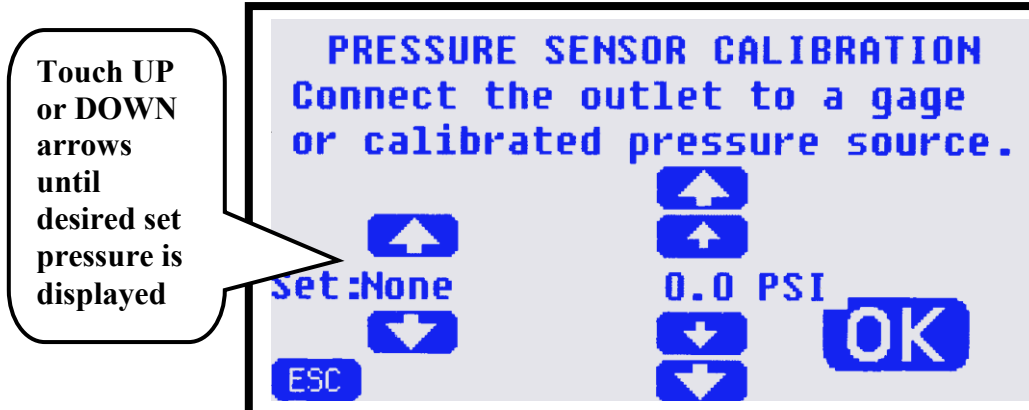 Touch UP
or DOWN
arrows
until
desired set
pressure is
displayed
PRESSURE SENSOR CALIBRATION
Connect the outlet to a gage
or calibrated pressure source.
Set:None
0.0 PSI
OK
ESC